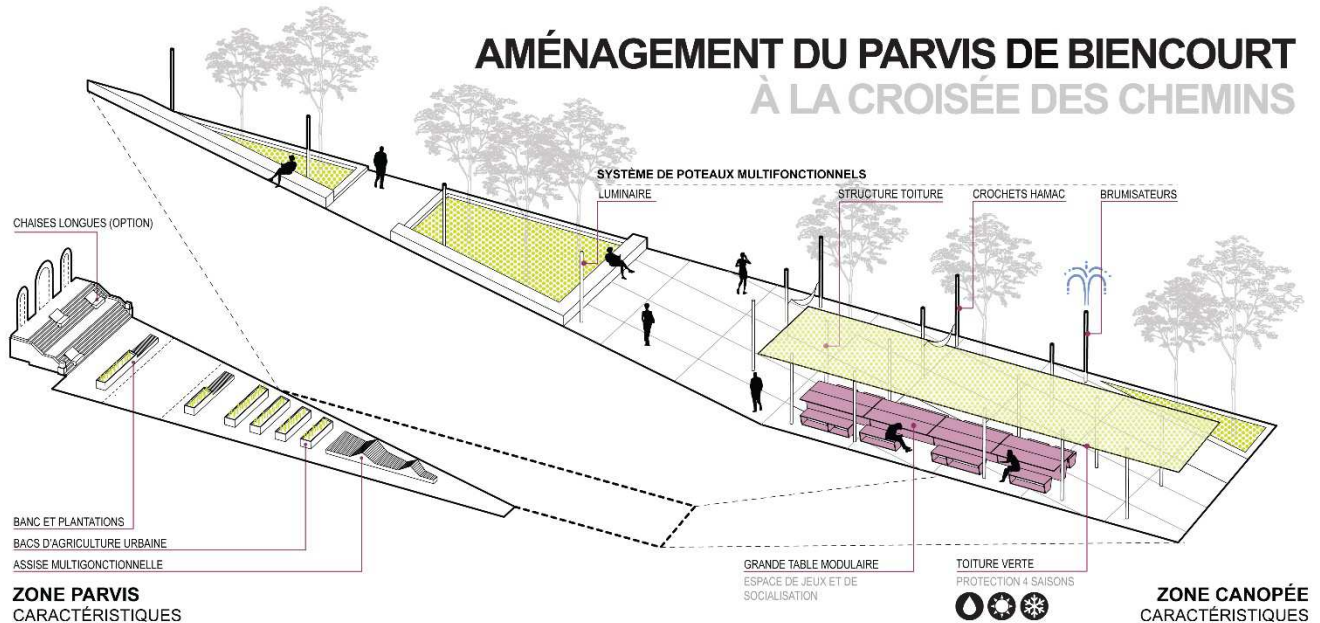 AMÉNAGEMENT DU PARVIS DE BIENCOURT
À LA CROISÉE DES CHEMINS
SYSTÈME DE POTEAUX MULTIFONCTIONNELS
LUMINAIRE
STRUCTURE TOITURE
CROCHETS HAMAC
BRUMISATEURS
CHAISES LONGUES (OPTION)
BANC ET PLANTATIONS
BACS D'AGRICULTURE URBAINE
ASSISE MULTIGONCTIONNELLE
ZONE PARVIS
CARACTÉRISTIQUES
GRANDE TABLE MODULAIRE
ESPACE DE JEUX ET DE
SOCIALISATION
TOITURE VERTE
PROTECTION 4 SAISONS
ZONE CANOPÉE
CARACTÉRISTIQUES